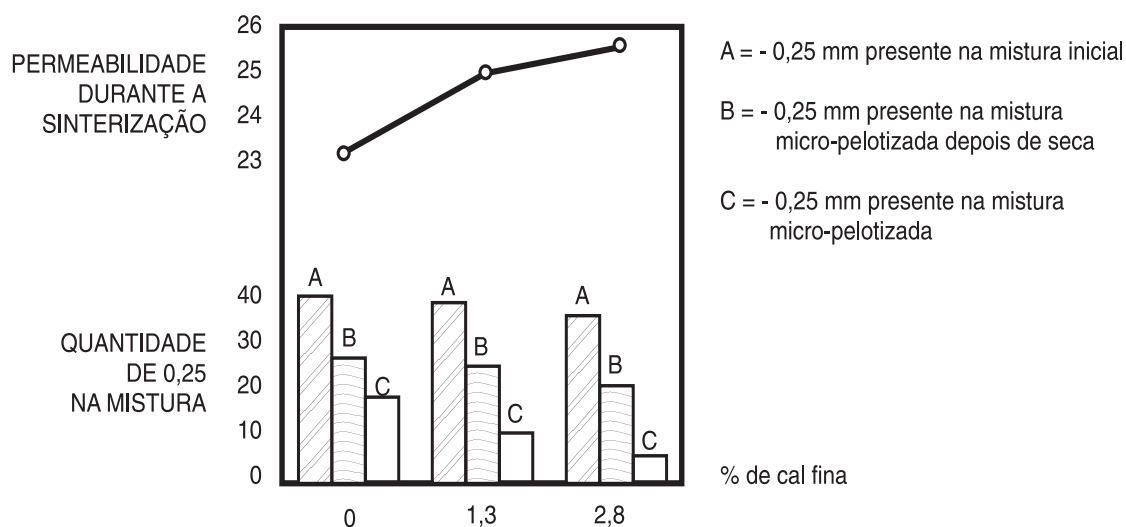 PERMEABILIDADE
DURANTE A
SINTERIZAÇÃO
26
25
24
23
A = - 0,25 mm presente na mistura inicial
B = - 0,25 mm presente na mistura
micro-pelotizada depois de seca
C = - 0,25 mm presente na mistura
micro-pelotizada
QUANTIDADE
DE 0,25
NA MISTURA
40
30
20
10
0
A
B
C
A
B
C
A
B
C
% de cal fina
0
1,3
2,8